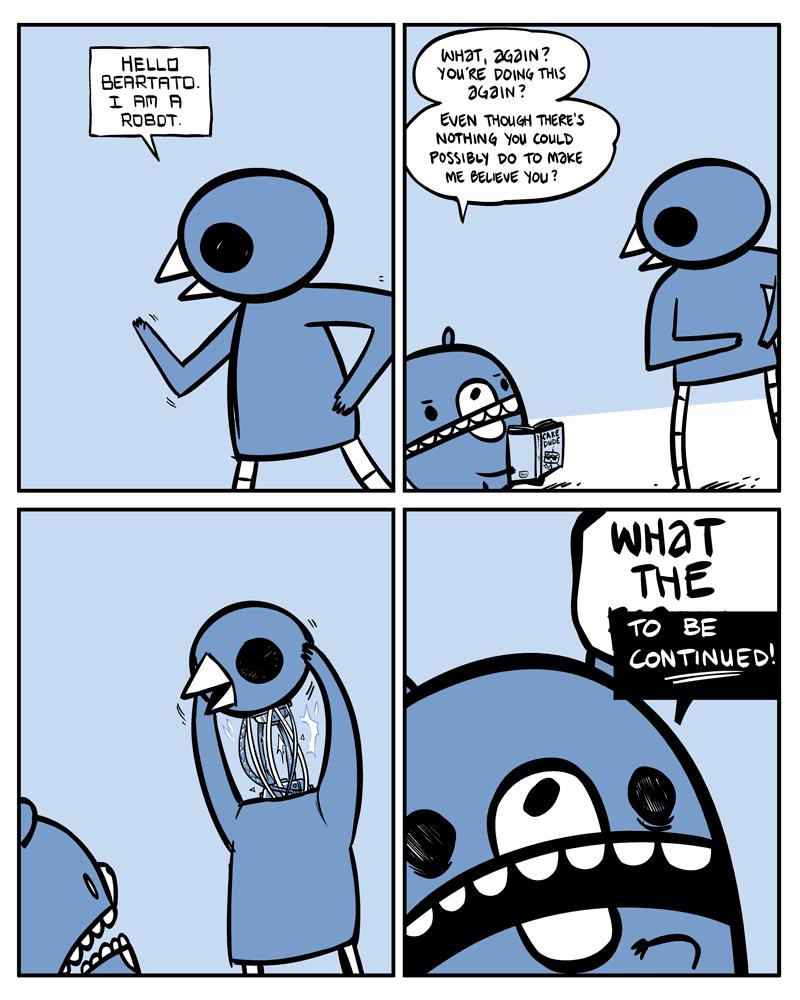 HELLO
BEARTATO.
I AM A
ROBOT.
WHAT, AGAIN?
YOU'RE DOING THIS
AGAIN?
EVEN THOUGH THERE'S
NOTHING YOU COULD
POSSIBLY DO TO MAKE
ME BELIEVE YOU?
CAKE
DUDE
WHAT
THE
TO BE
CONTINUED!